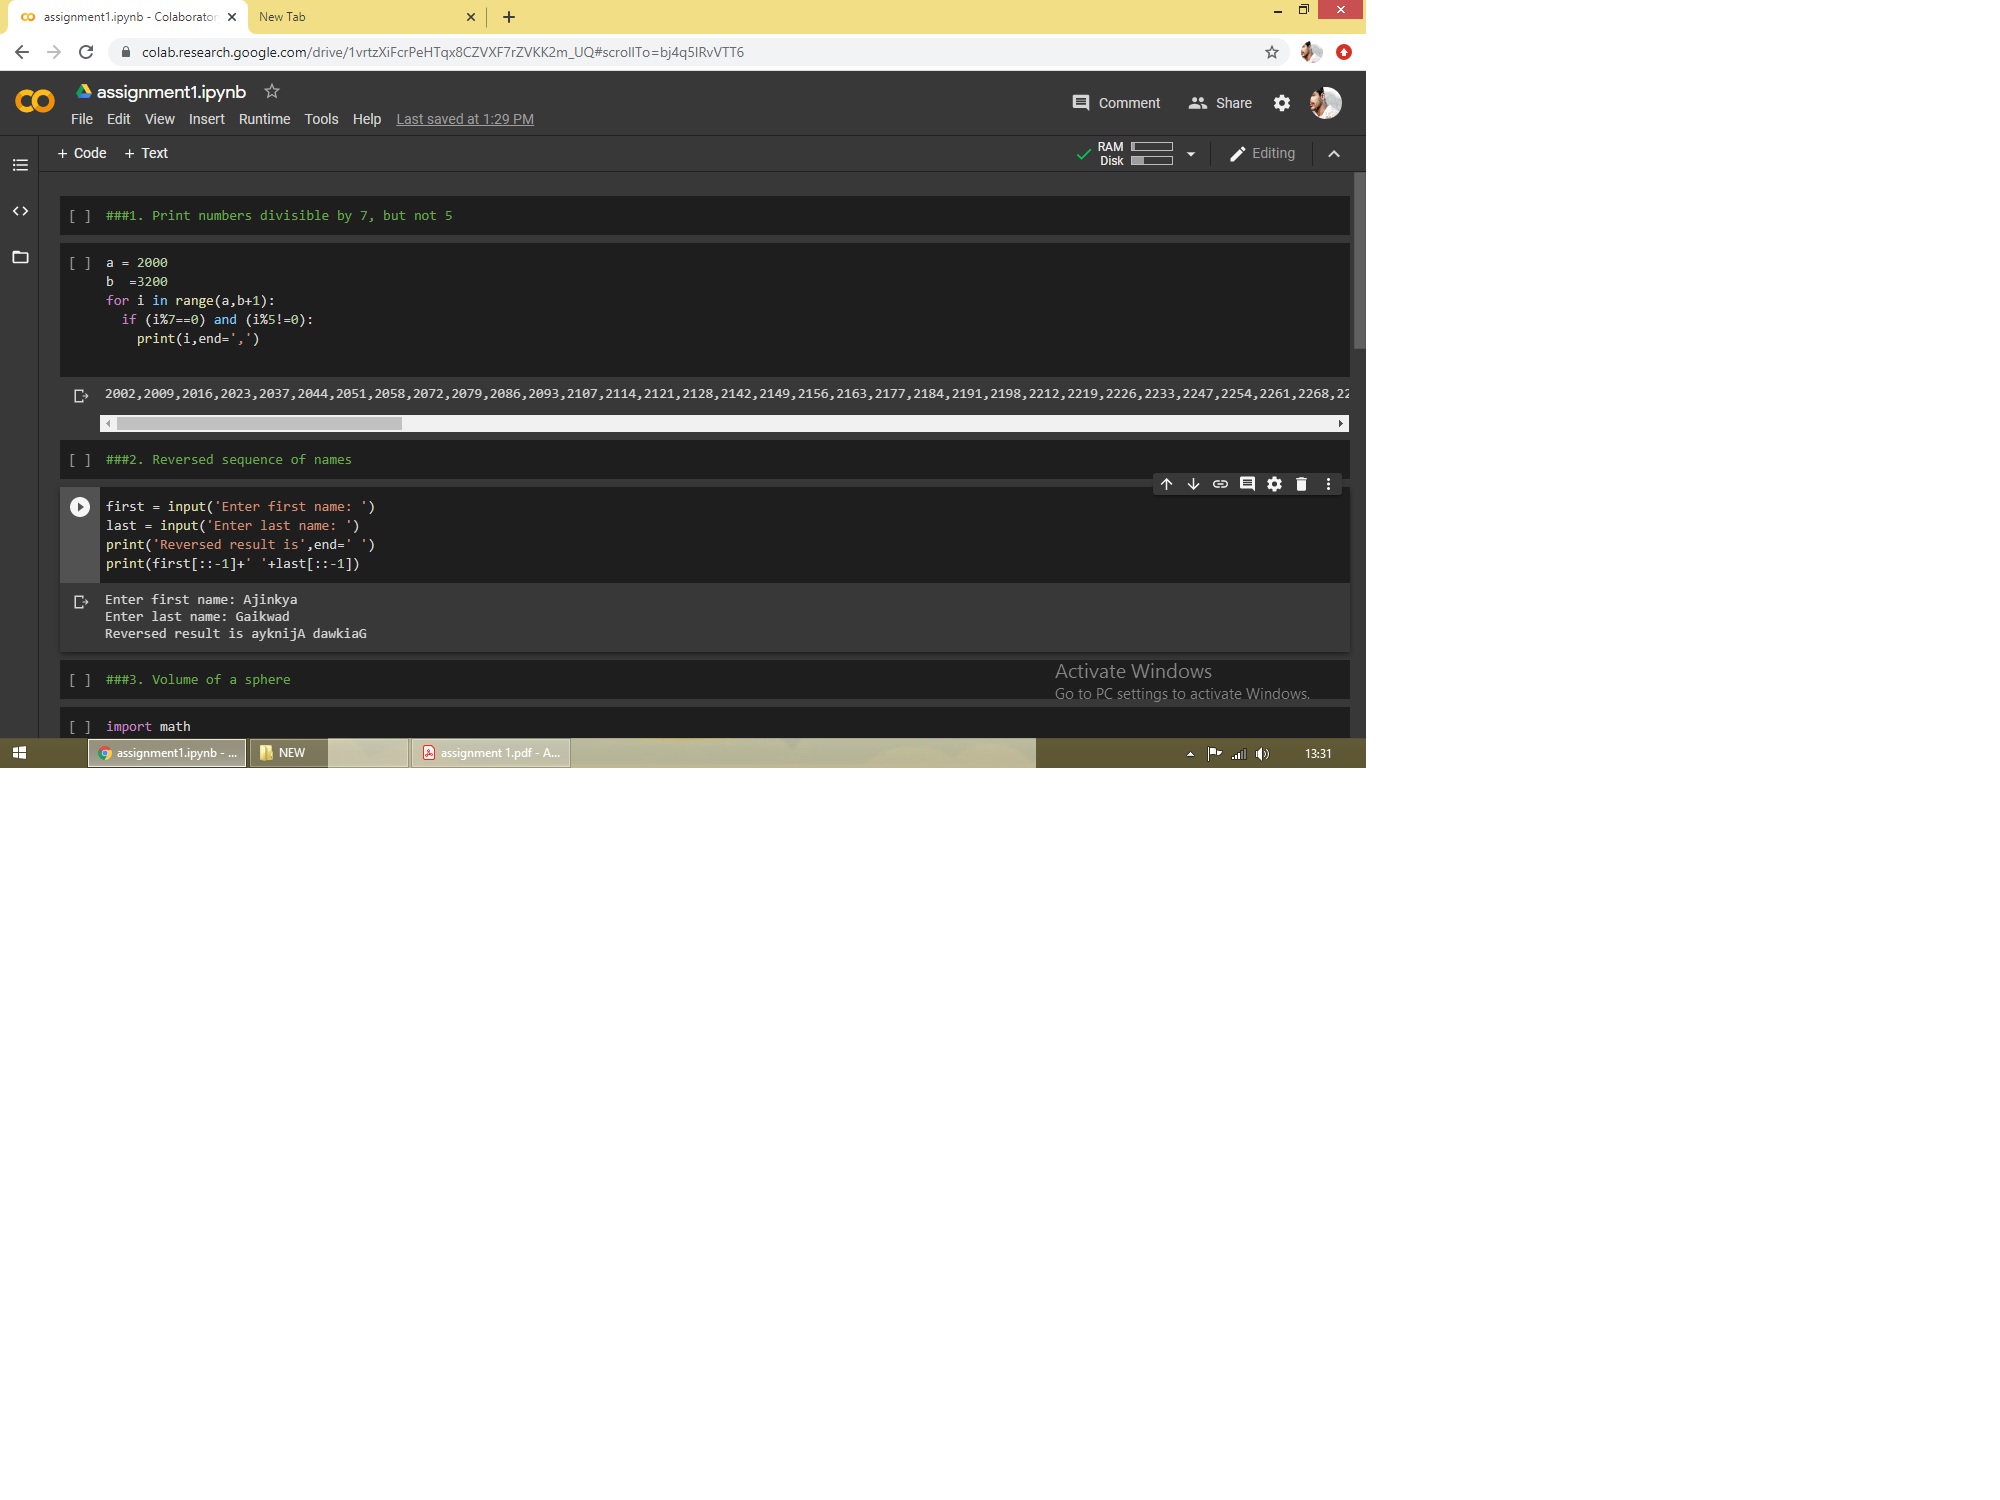 assignment1.ipynb - Colaborator
New Tab
colab.research.google.com/drive/1vrtzXiFcrPeHTqx8CZVXF7rZVKK2m_UQ#scrollTo=bj4q5IRvVTT6
assignment1.ipynb
Comment Share
File Edit View Insert Runtime Tools Help Last saved at 1:29 PM
+ Code + Text
RAM
Disk
Editing
[ ] ###1. Print numbers divisible by 7, but not 5
[ ] a = 2000
b  =3200
for i in range(a,b+1):
  if (i%7==0) and (i%5!=0):
    print(i,end=',')
2002,2009,2016,2023,2037,2044,2051,2058,2072,2079,2086,2093,2107,2114,2121,2128,2142,2149,2156,2163,2177,2184,2191,2198,2212,2219,2226,2233,2247,2254,2261,2268,22
[ ] ###2. Reversed sequence of names
first = input('Enter first name: ')
last = input('Enter last name: ')
print('Reversed result is',end=' ')
print(first[::-1]+' '+last[::-1])
Enter first name: Ajinkya
Enter last name: Gaikwad
Reversed result is ayknijA dawkiaG
[ ] ###3. Volume of a sphere
Activate Windows
Go to PC settings to activate Windows.
[ ] import math
assignment1.ipynb - ...
NEW
assignment 1.pdf - A...
13:31